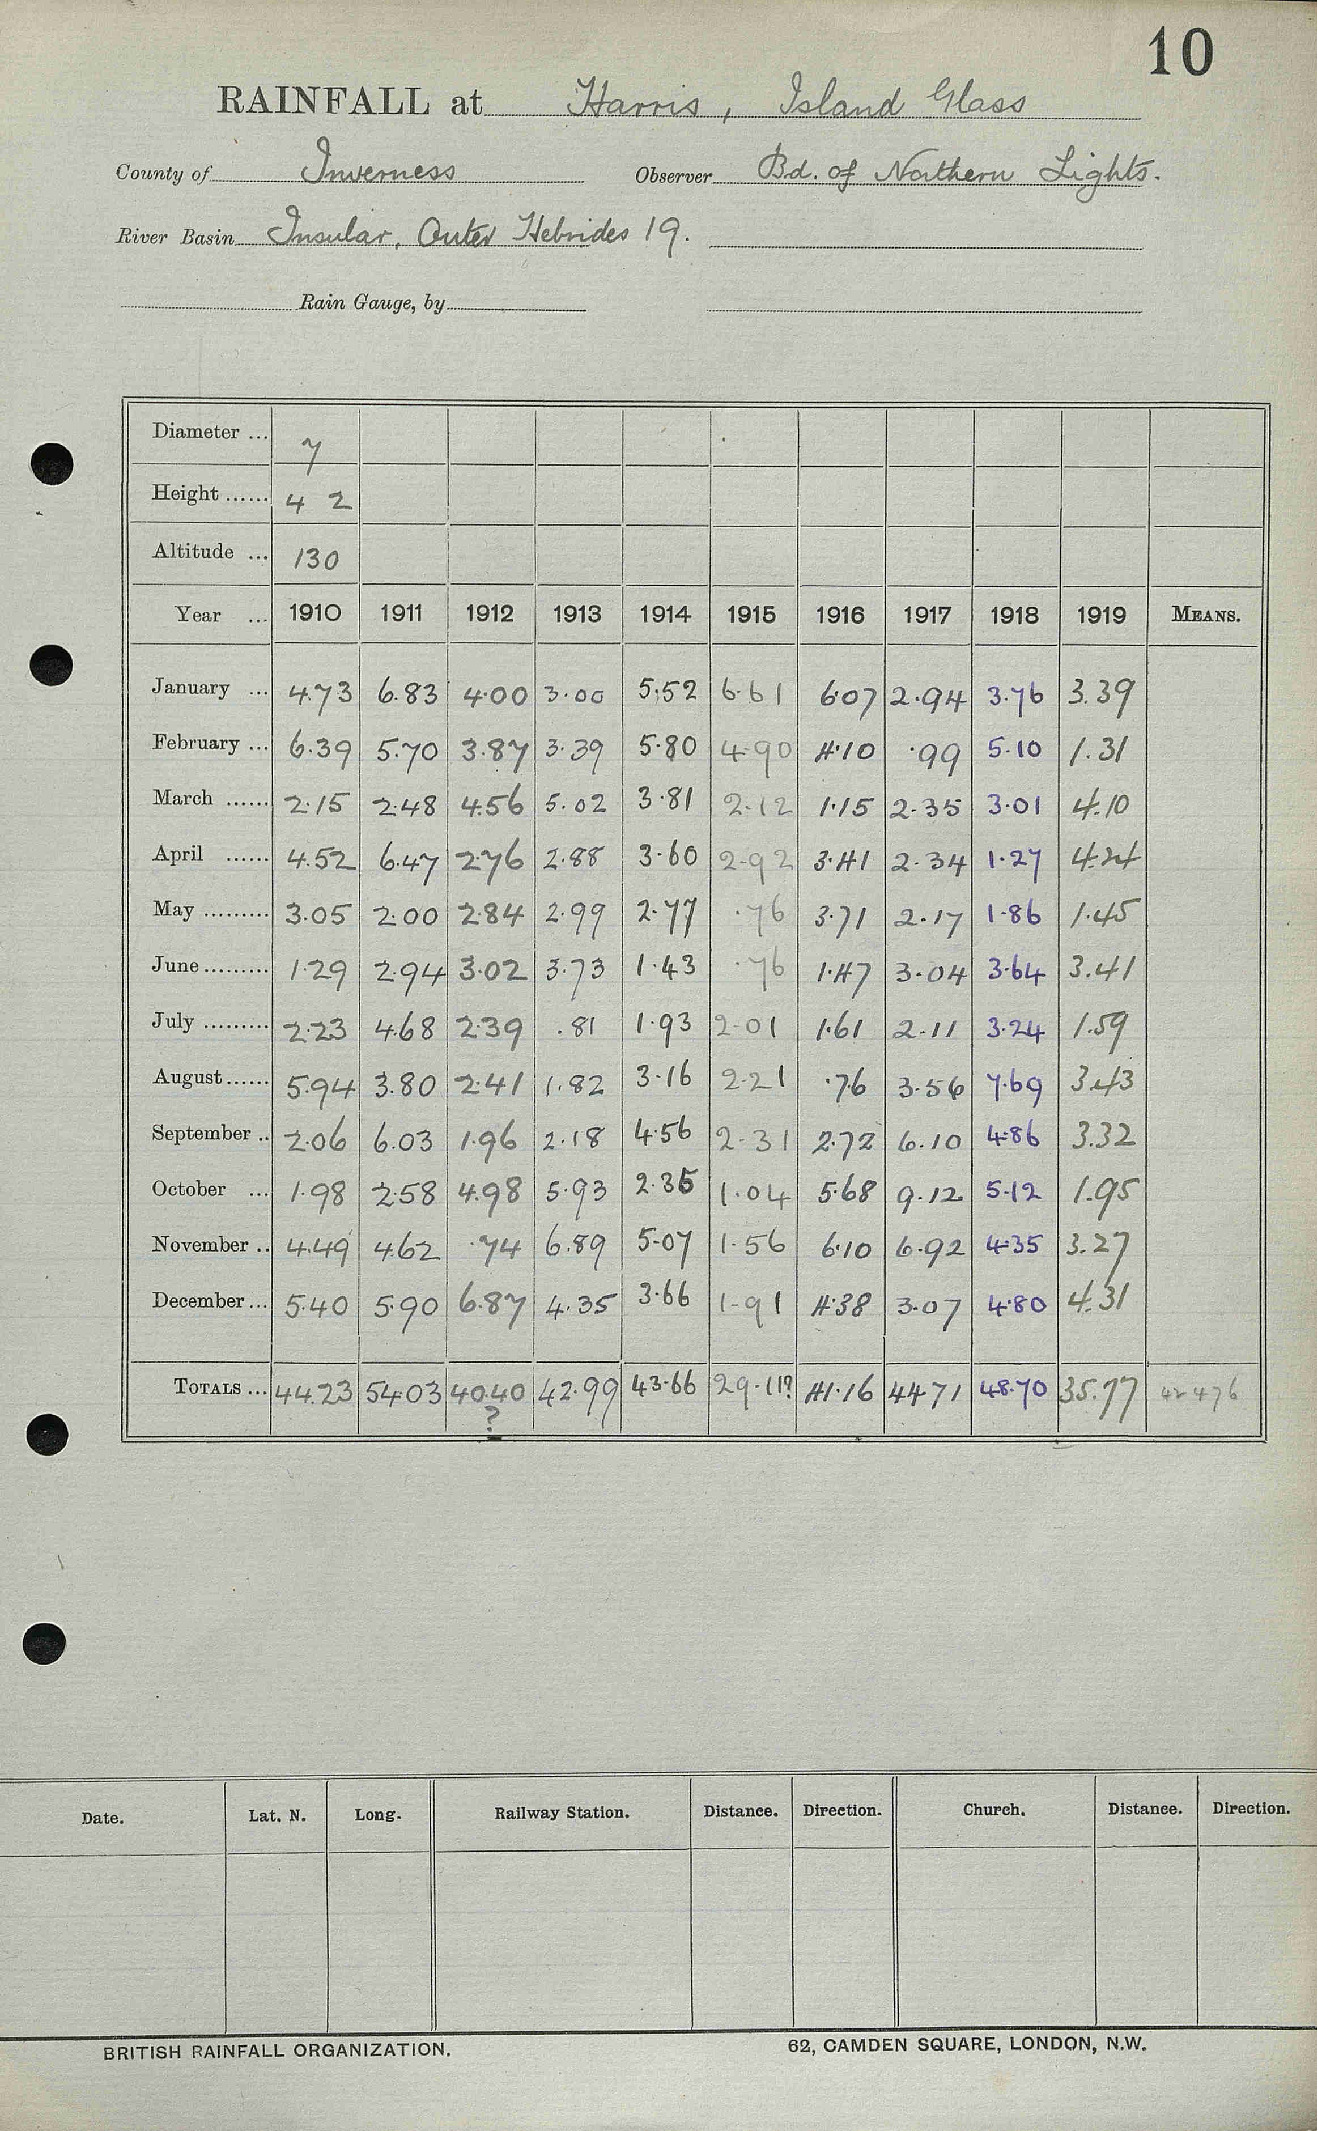 10
RAINFALL at Harris, Island Glass
County of Inverness Observer Bd. of Northern Lights.
River Basin Insular, Outer Hebrides 19.
Rain Gauge, by
Diameter ... 7
Height ...... 4 2
Altitude ... 130
Year ... 1910 1911 1912 1913 1914 1915 1916 1917 1918 1919 MEANS.
January ... 4.73 6.83 4.00 3.00 5.52 6.61 6.07 2.94 3.76 3.39
February ... 6.39 5.70 3.87 3.39 5.80 4.90 4.10 .99 5.10 1.31
March ...... 2.15 2.48 4.56 5.02 3.81 2.12 1.15 2.35 3.01 4.10
April ...... 4.52 6.47 2.76 2.88 3.60 2.92 3.41 2.34 1.27 4.24
May ......... 3.05 2.00 2.84 2.99 2.77 .76 3.71 2.17 1.86 1.45
June ......... 1.29 2.94 3.02 3.73 1.43 .76 1.47 3.04 3.64 3.41
July ......... 2.23 4.68 2.39 .81 1.93 2.01 1.61 2.11 3.24 1.59
August ...... 5.94 3.80 2.41 1.82 3.16 2.21 .76 3.56 7.69 3.43
September .. 2.06 6.03 1.96 2.18 4.56 2.31 2.72 6.10 4.86 3.32
October ... 1.98 2.58 4.98 5.93 2.35 1.04 5.68 9.12 5.12 1.95
November .. 4.49 4.62 .74 6.89 5.07 1.56 6.10 6.92 4.35 3.27
December ... 5.40 5.90 6.87 4.35 3.66 1.91 4.38 3.07 4.80 4.31
TOTALS ... 44.23 54.03 40.40 42.99 43.66 29.11? 41.16 44.71 48.70 35.77 42 476
?
Date. Lat. N. Long. Railway Station. Distance. Direction. Church. Distance. Direction.
BRITISH RAINFALL ORGANIZATION. 62, CAMDEN SQUARE, LONDON, N.W.